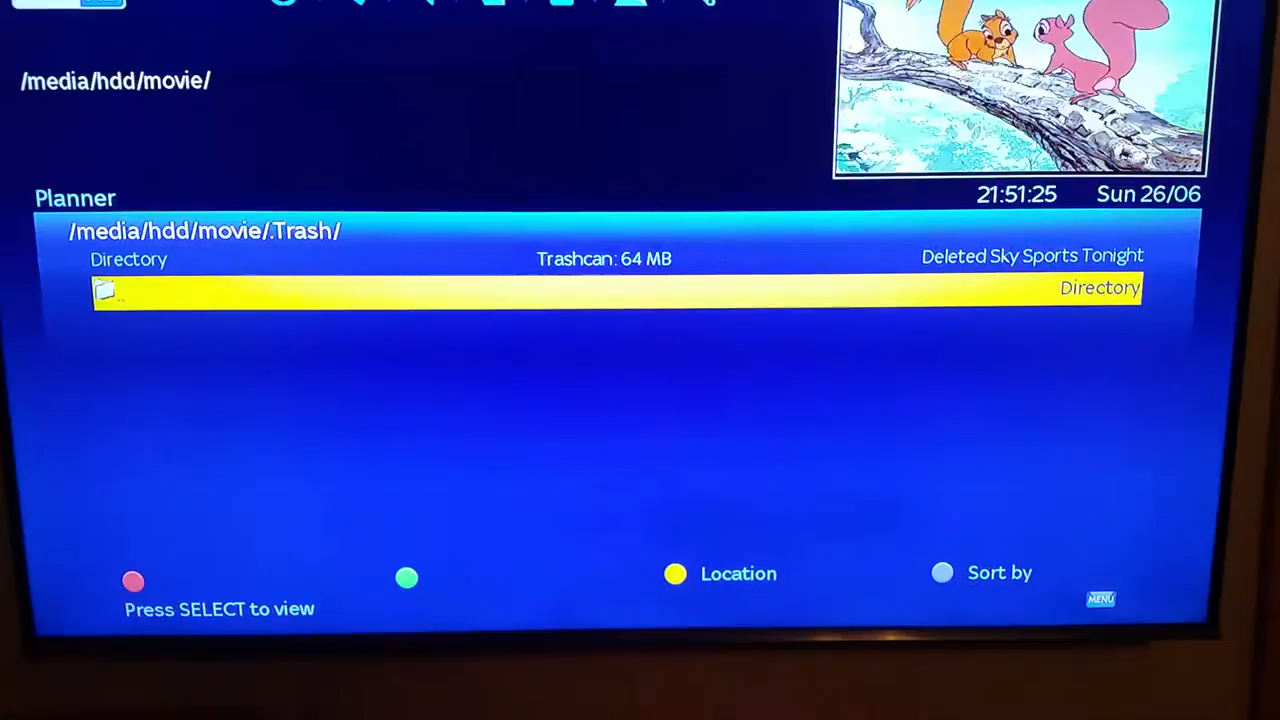 /media/hdd/movie/
21:51:25 Sun 26/06
Planner
/media/hdd/movie/.Trash/
Directory Trashcan: 64 MB Deleted Sky Sports Tonight
.. Directory
Location Sort by
Press SELECT to view MENU